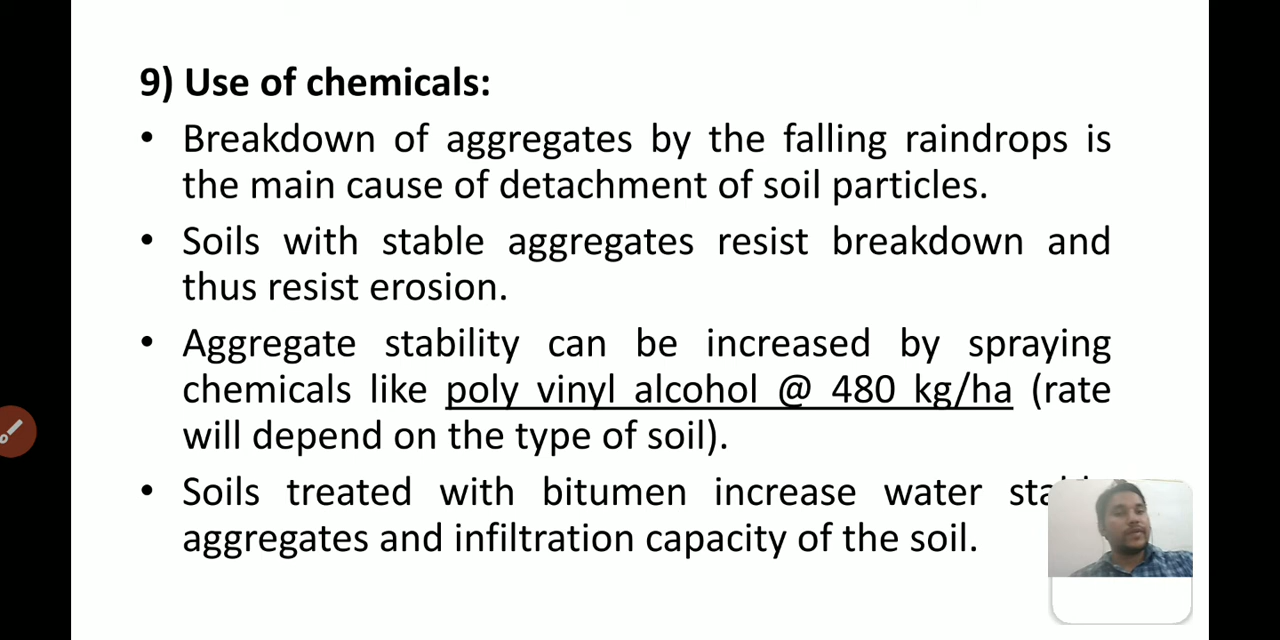 9) Use of chemicals:
• Breakdown of aggregates by the falling raindrops is
the main cause of detachment of soil particles.
• Soils with stable aggregates resist breakdown and
thus resist erosion.
• Aggregate stability can be increased by spraying
chemicals like poly vinyl alcohol @ 480 kg/ha (rate
will depend on the type of soil).
• Soils treated with bitumen increase water
aggregates and infiltration capacity of the soil.